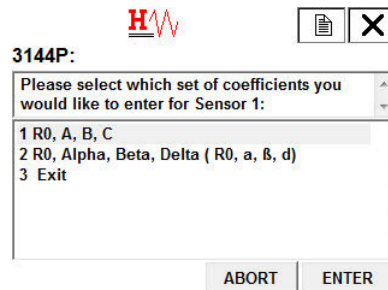 H
3144P:
Please select which set of coefficients you
would like to enter for Sensor 1:
1 R0, A, B, C
2 R0, Alpha, Beta, Delta ( R0, a, ß, d)
3 Exit
ABORT
ENTER